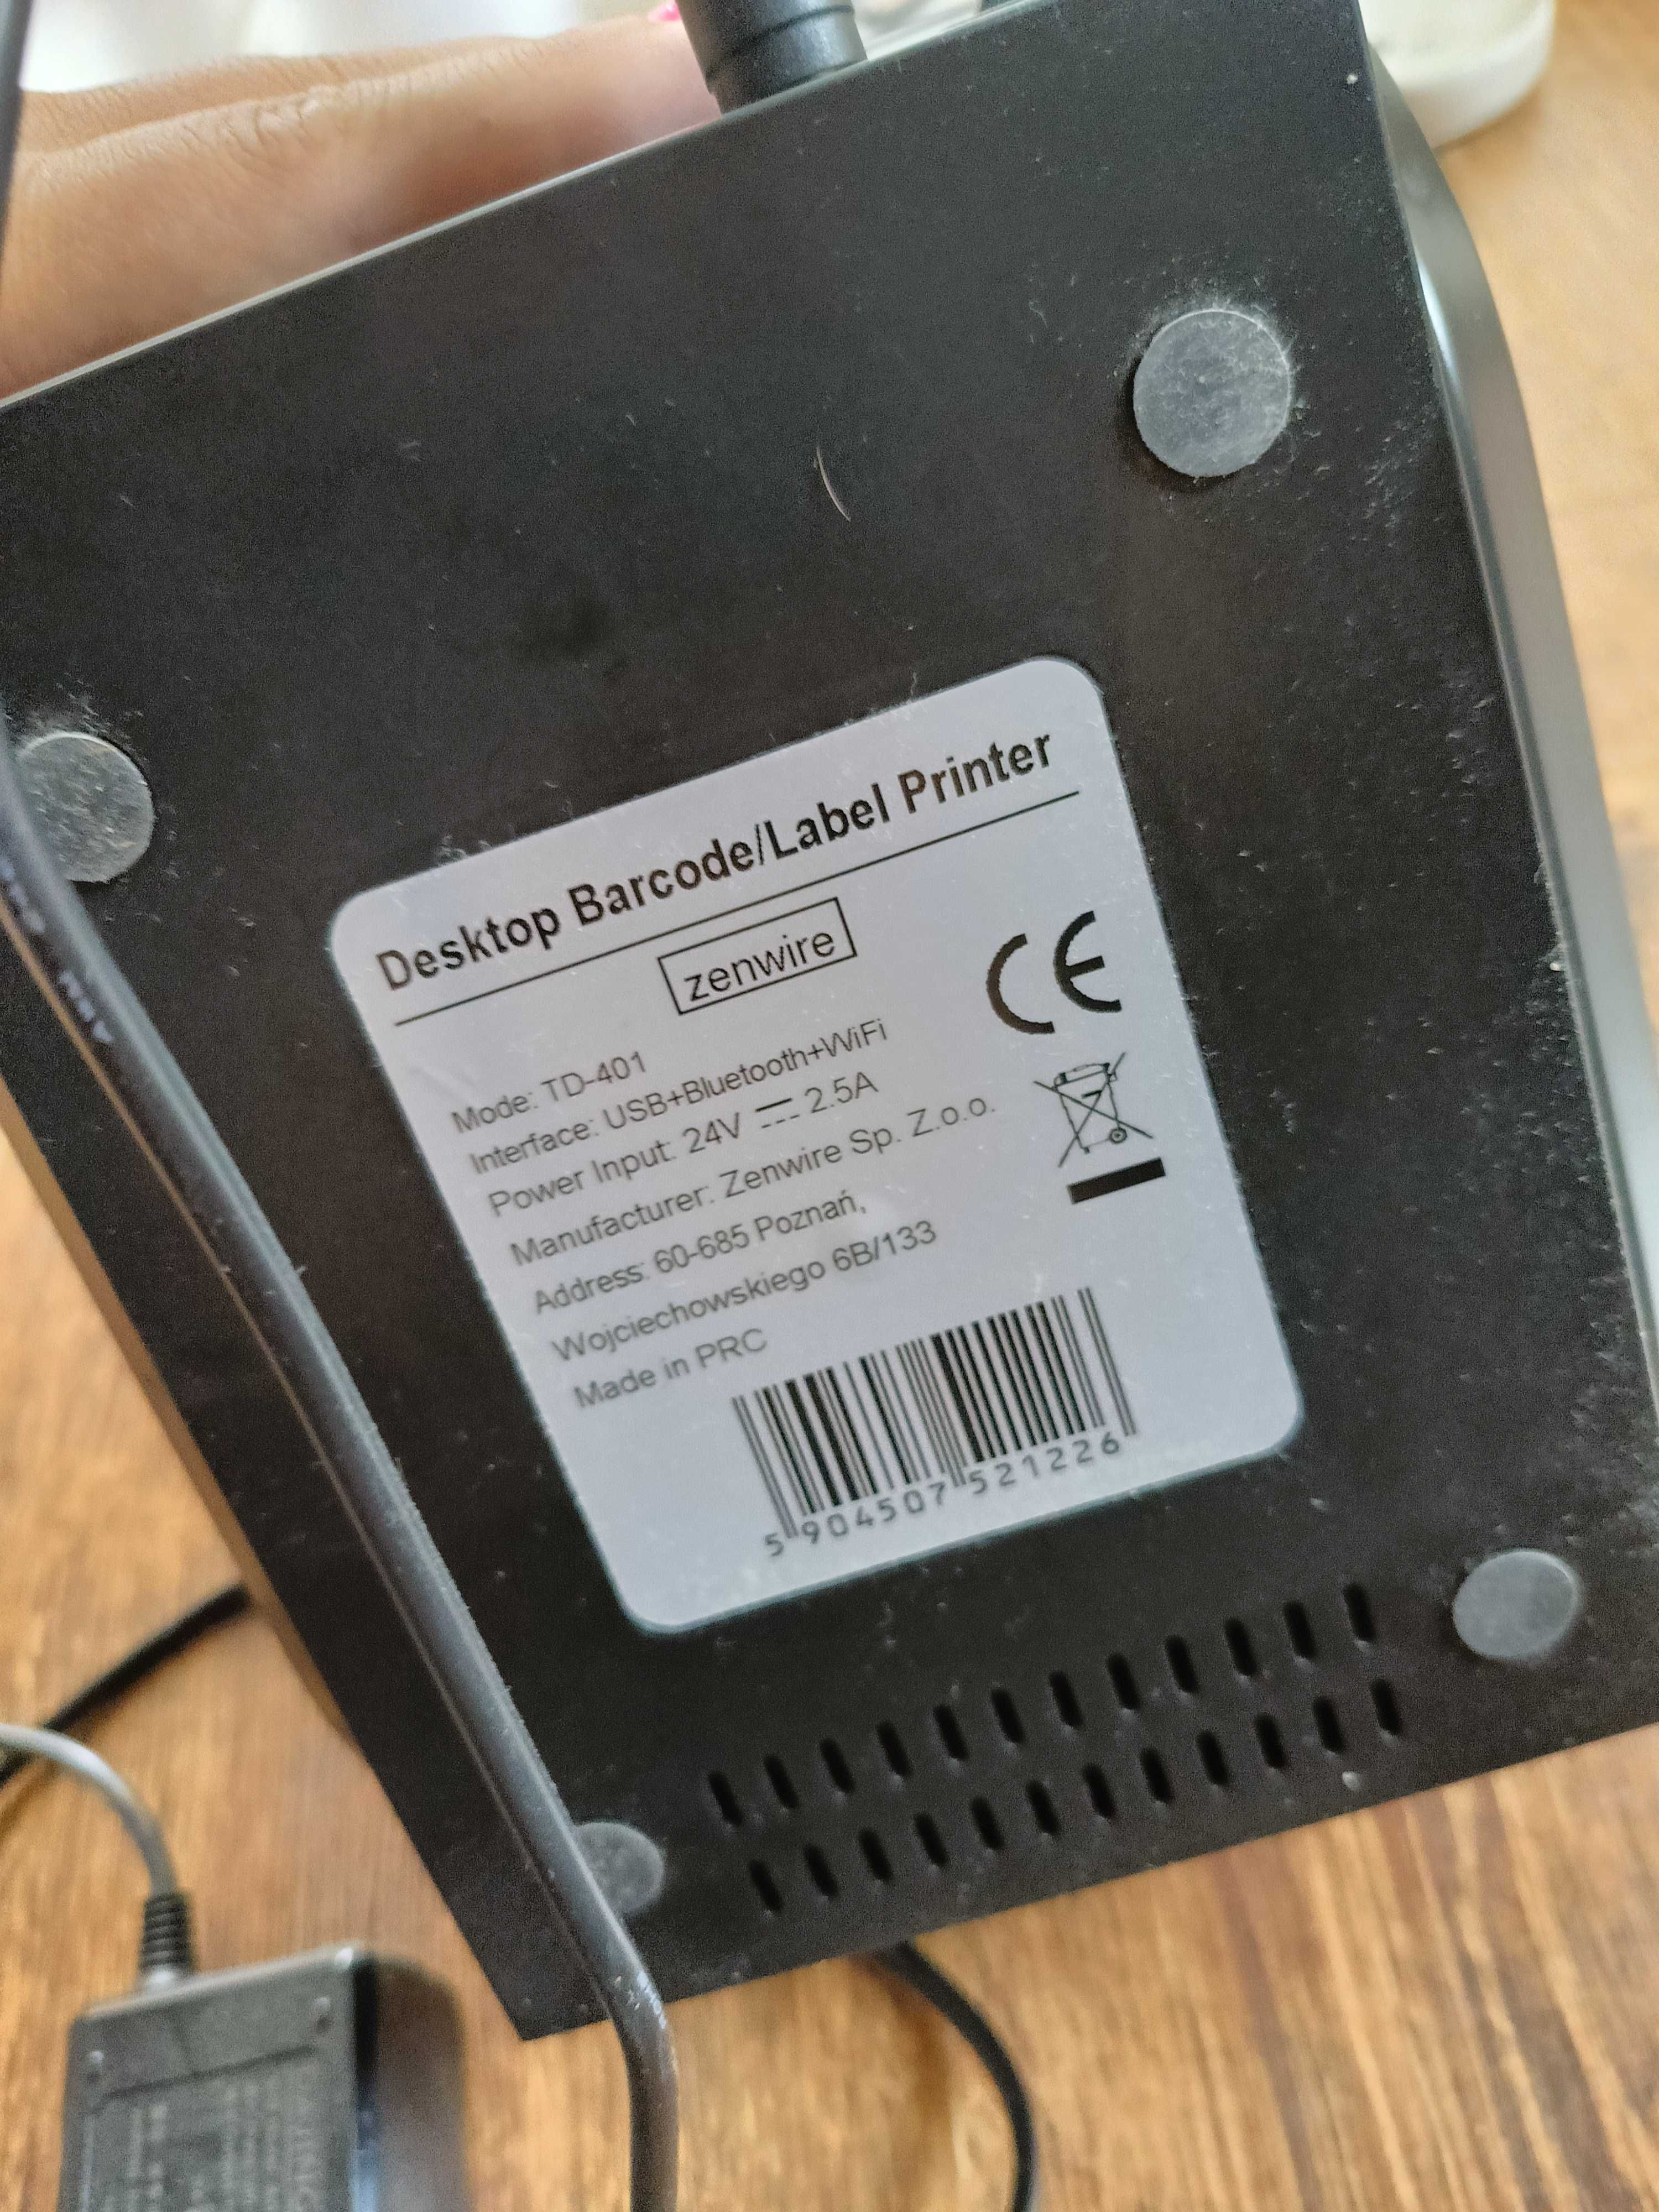 Desktop Barcode/Label Printer
zenwire
CE
Mode: TD-401
Interface: USB+Bluetooth+WiFi
Power Input: 24V 2.5A
Manufacturer: Zenwire Sp. Z.o.o.
Address: 60-685 Poznań,
Wojciechowskiego 6B/133
Made in PRC
5 904507 521226